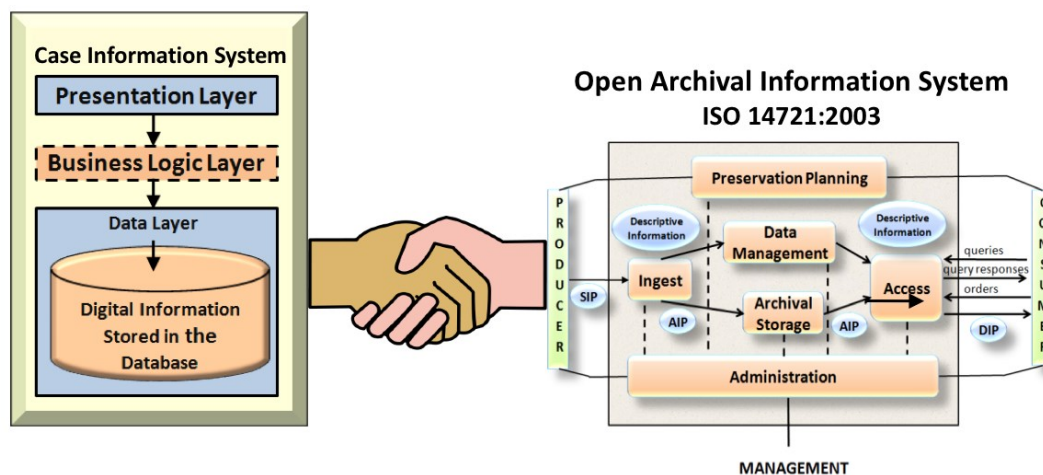 Case Information System
Presentation Layer
Business Logic Layer
Data Layer
Digital Information
Stored in the
Database
Open Archival Information System
ISO 14721:2003
PRODUCER
SIP
Preservation Planning
Descriptive
Information
Data
Management
Descriptive
Information
Ingest
Archival
Storage
Access
AIP
AIP
queries
query responses
orders
DIP
CONSUMER
Administration
MANAGEMENT